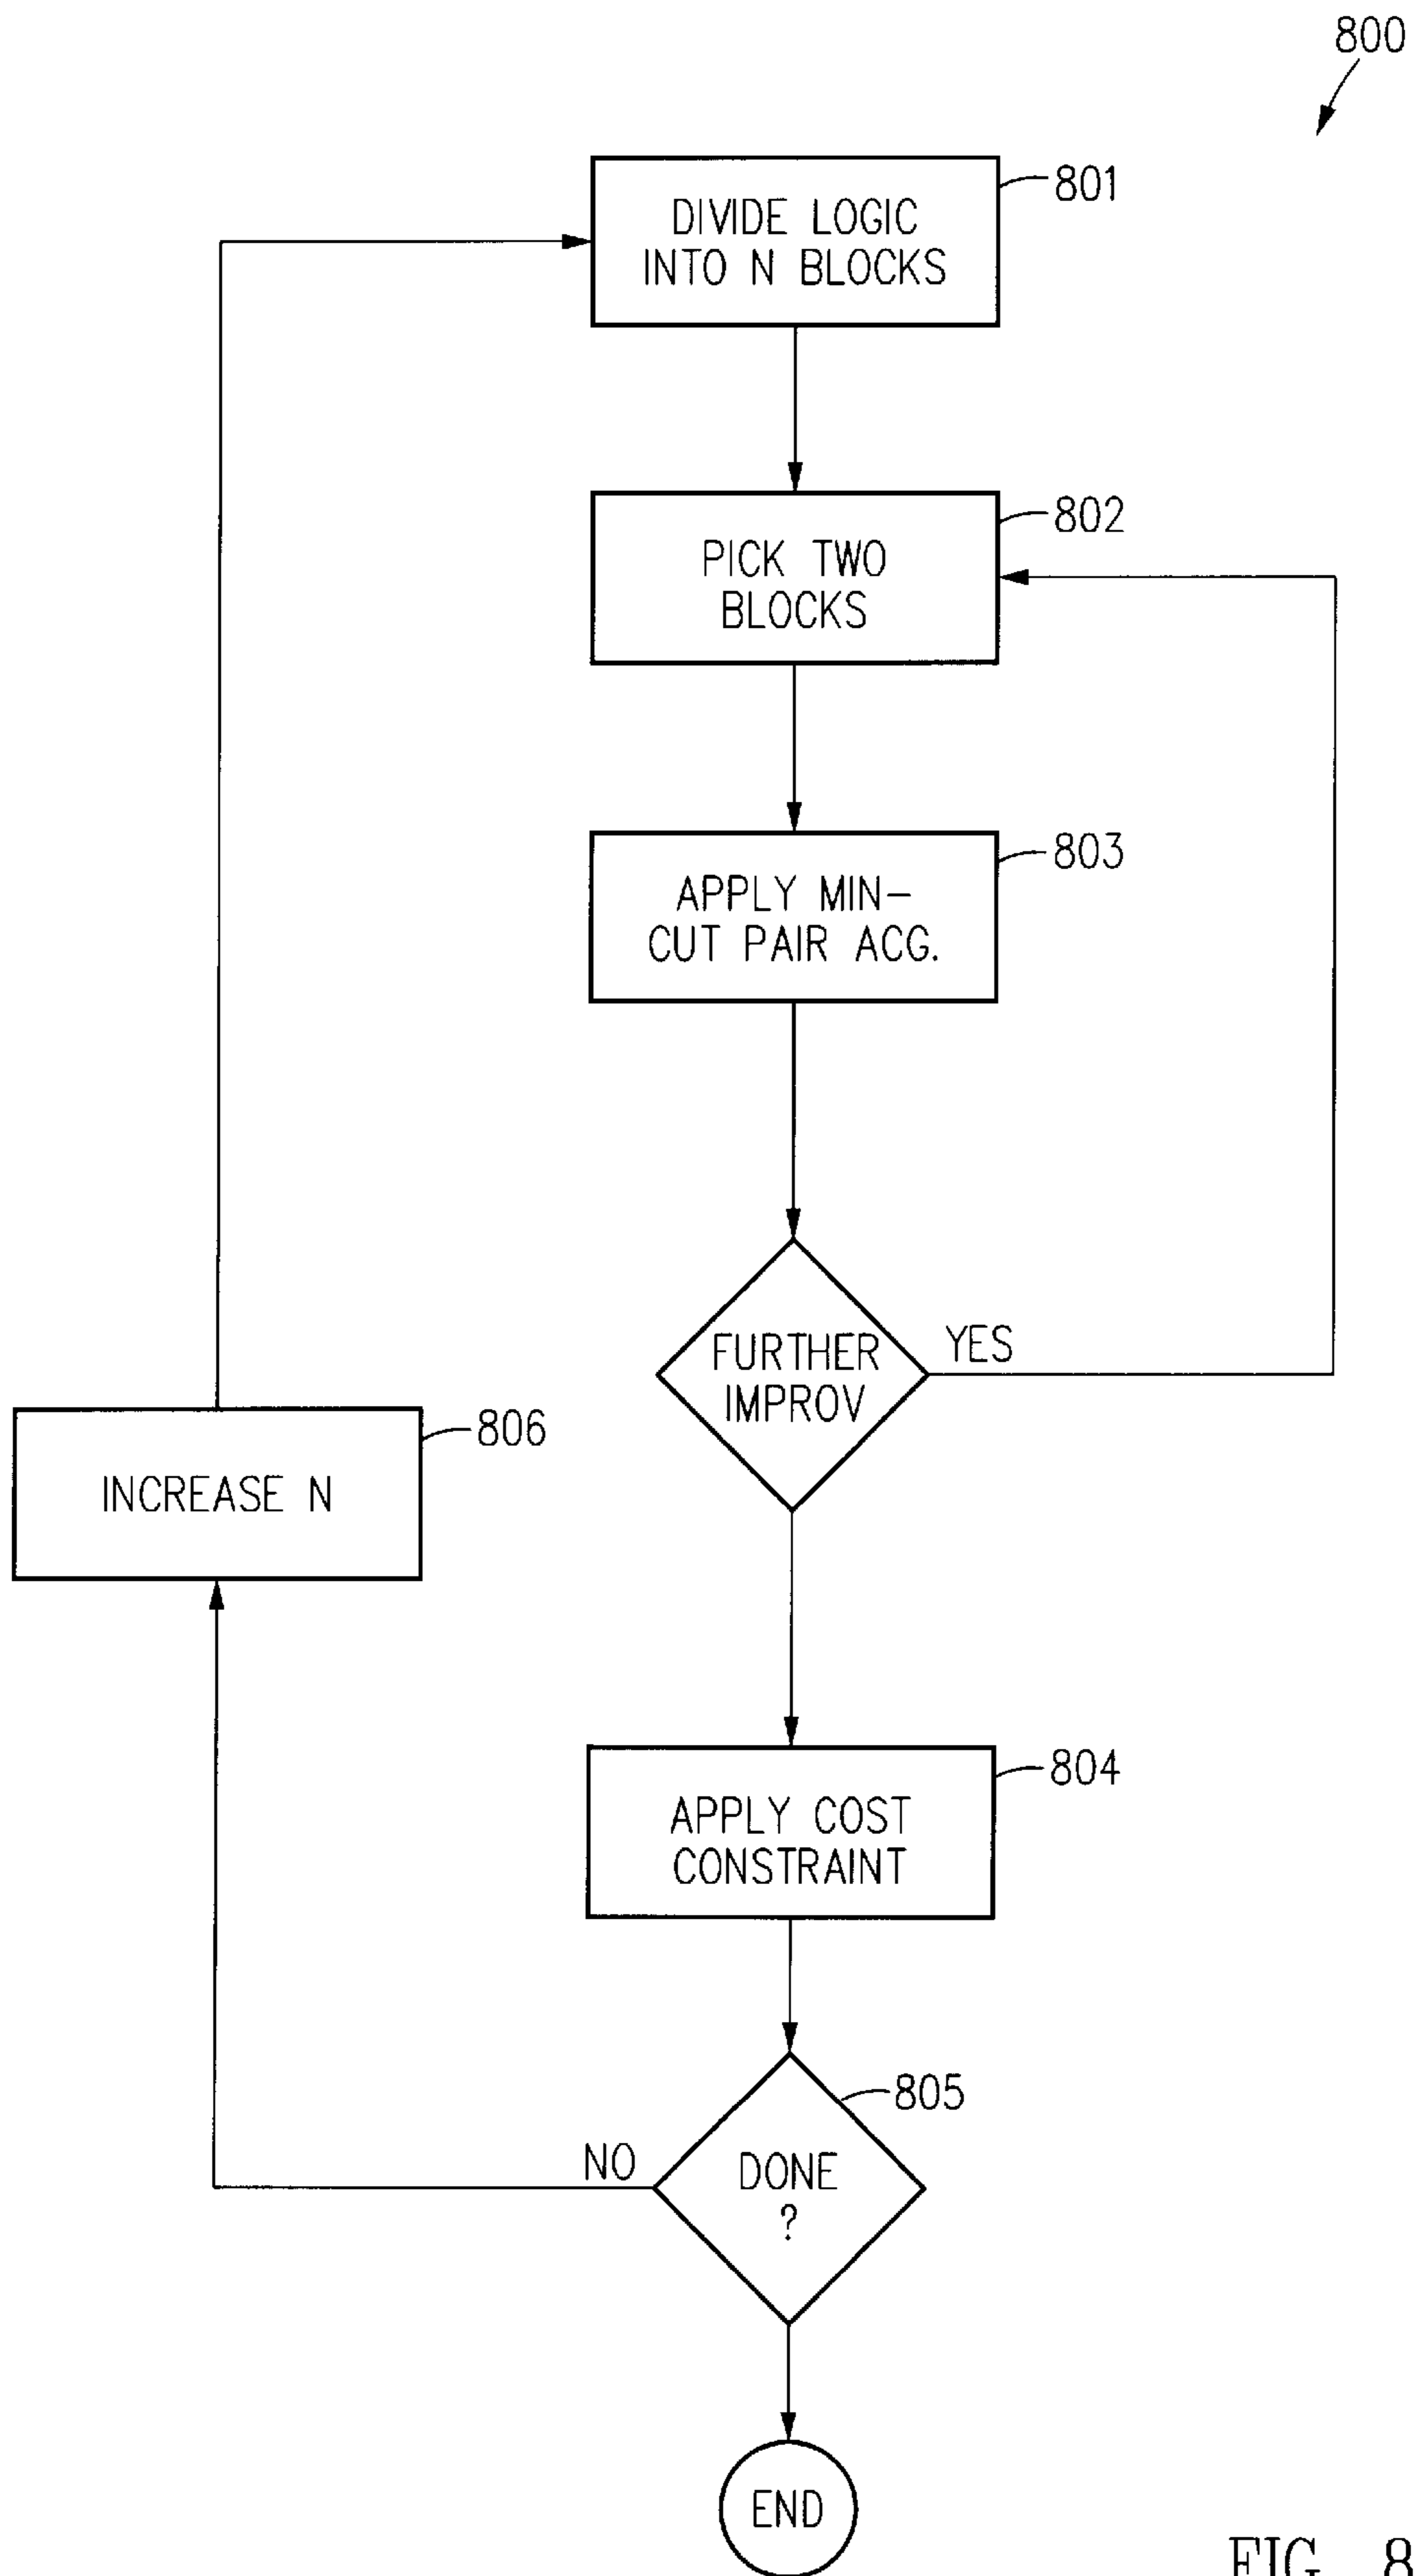 800
DIVIDE LOGIC
INTO N BLOCKS
801
PICK TWO
BLOCKS
802
APPLY MIN-
CUT PAIR ACG.
803
FURTHER
IMPROV
YES
INCREASE N
806
APPLY COST
CONSTRAINT
804
DONE
?
805
NO
END
FIG. 8